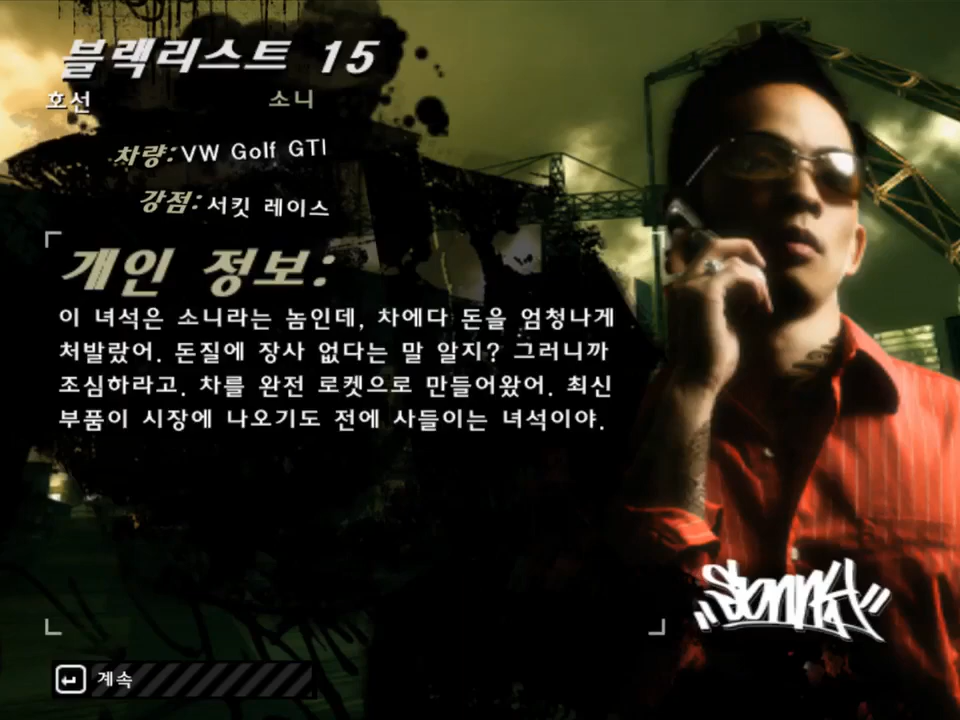 블랙리스트 15
호선 소니
차량: VW Golf GTI
강점: 서킷 레이스
개인 정보:
이 녀석은 소니라는 놈인데, 차에다 돈을 엄청나게
처발랐어. 돈질에 장사 없다는 말 알지? 그러니까
조심하라고. 차를 완전 로켓으로 만들어왔어. 최신
부품이 시장에 나오기도 전에 사들이는 녀석이야.
"Sonny"
계속